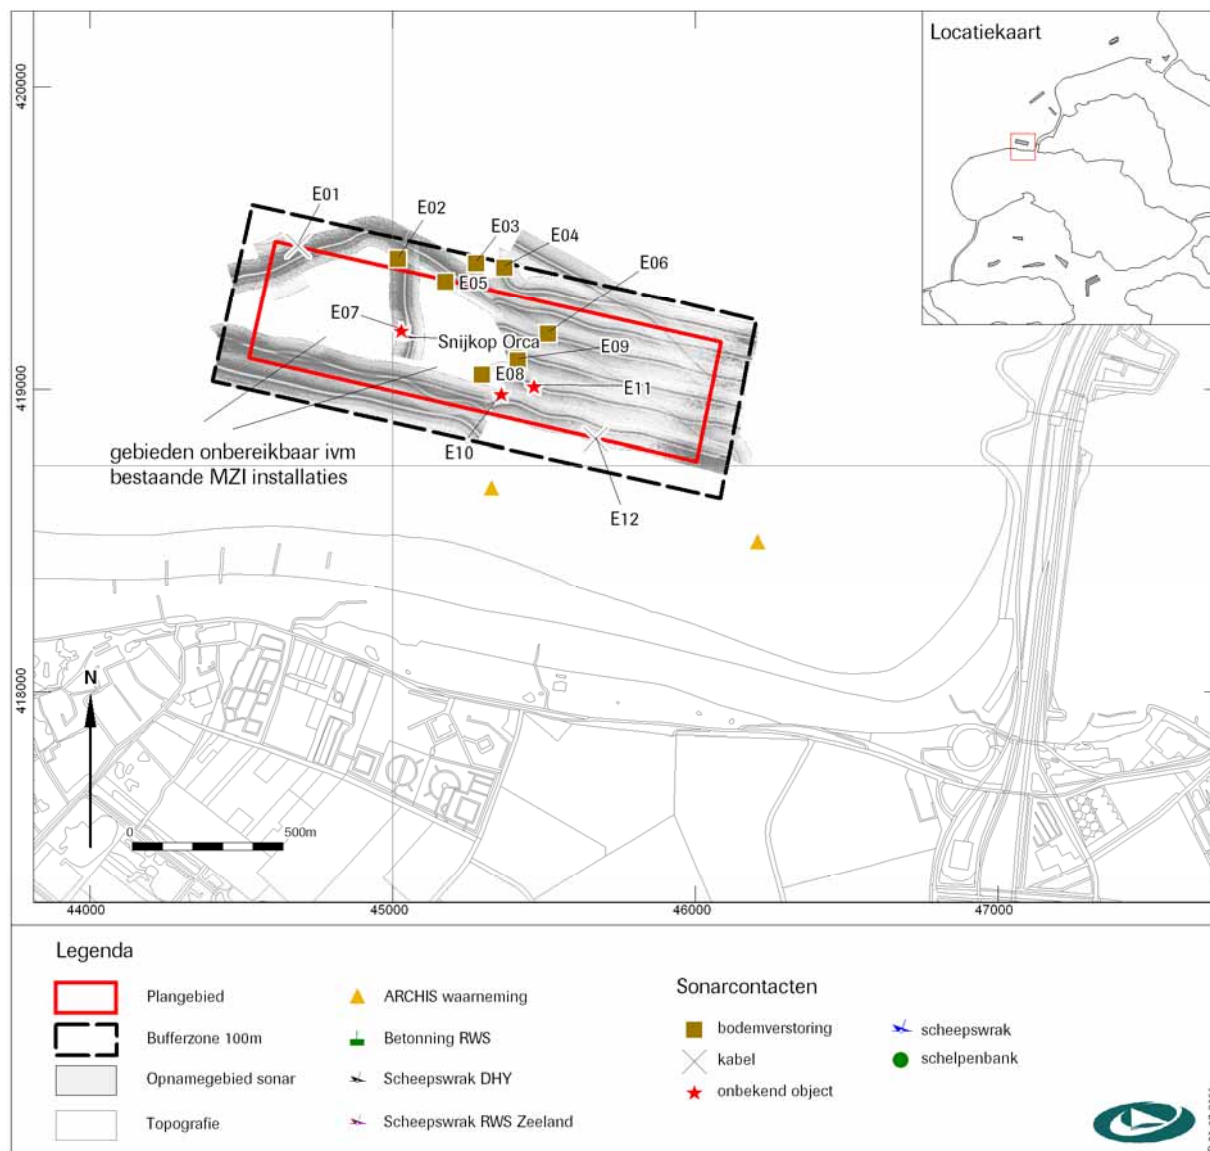 Locatiekaart
420000
419000
418000
E01
E02
E03
E04
E05
E06
E07
Snijkop Orca
E09
E08
E11
E10
E12
gebieden onbereikbaar ivm
bestaande MZI installaties
N
0
500m
44000
45000
46000
47000
Legenda
Plangebied
Bufferzone 100m
Opnamegebied sonar
Topografie
ARCHIS waarneming
Betonning RWS
Scheepswrak DHY
Scheepswrak RWS Zeeland
Sonarcontacten
bodemverstoring
kabel
onbekend object
scheepswrak
schelpenbank